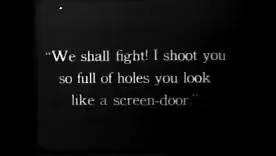 “We shall fight! I shoot you
so full of holes you look
like a screen-door.”